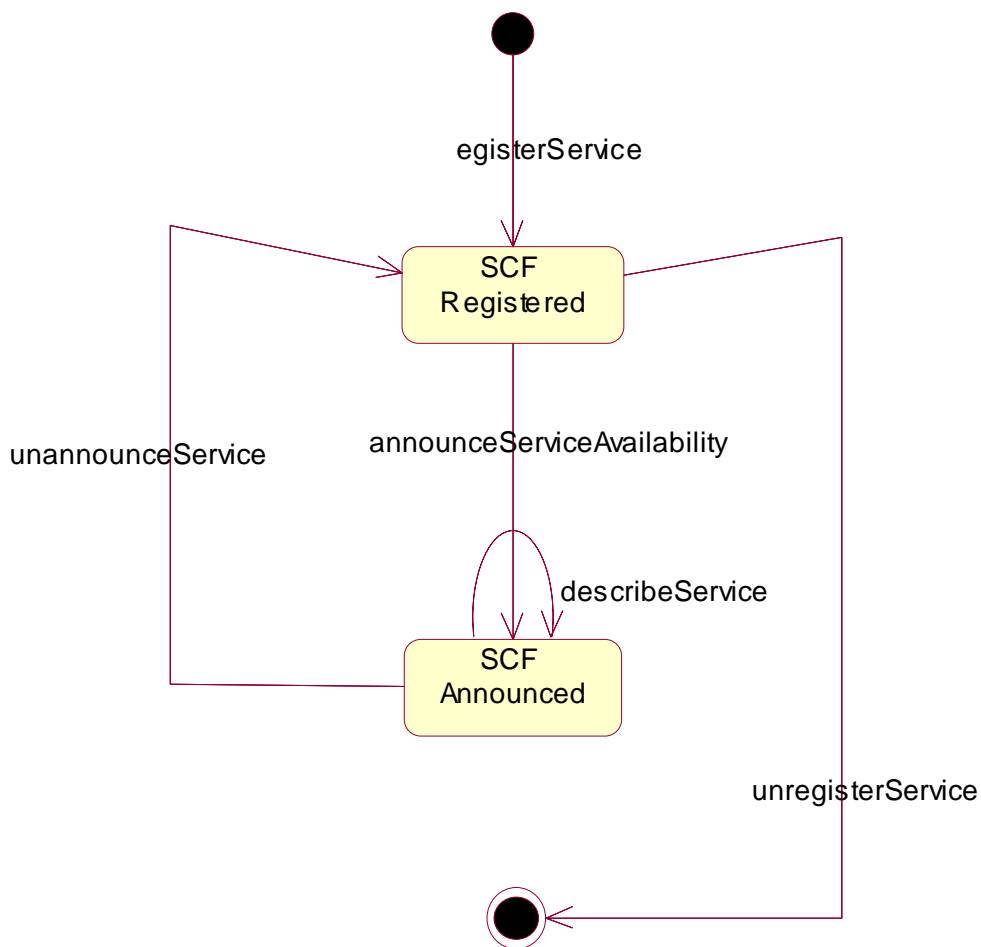 egisterService
SCF
Registered
announceServiceAvailability
unannounceService
describeService
SCF
Announced
unregisterService